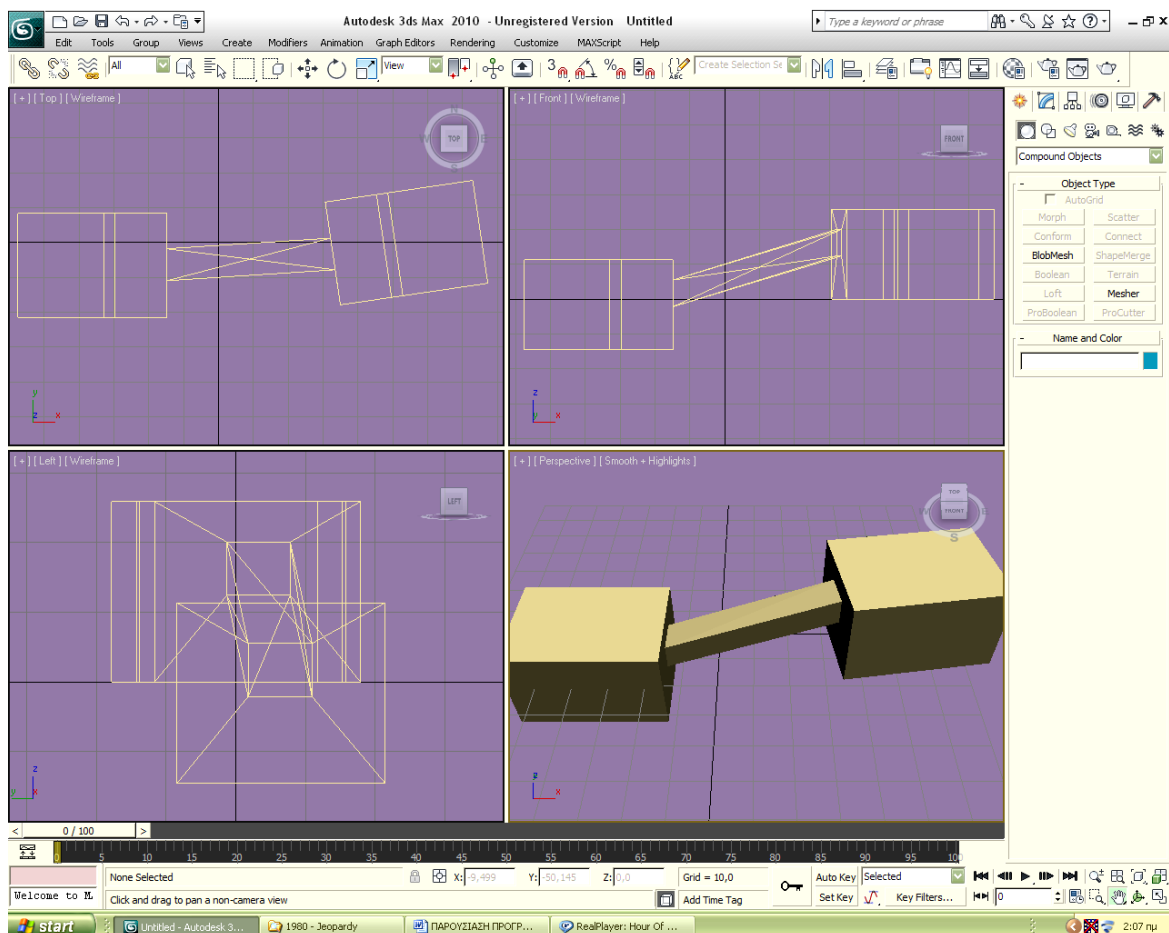 Autodesk 3ds Max 2010 - Unregistered Version Untitled
Type a keyword or phrase
Edit Tools Group Views Create Modifiers Animation Graph Editors Rendering Customize MAXScript Help
All View 3 % ABC Create Selection Se
[ + ] [ Top ] [ Wireframe ]
N
W TOP E
S
[ + ] [ Front ] [ Wireframe ]
FRONT
y
z x
z
y x
Compound Objects
- Object Type
AutoGrid
Morph Scatter
Conform Connect
BlobMesh ShapeMerge
Boolean Terrain
Loft Mesher
ProBoolean ProCutter
- Name and Color
[ + ] [ Left ] [ Wireframe ]
LEFT
z
y x
[ + ] [ Perspective ] [ Smooth + Highlights ]
TOP
W FRONT E
S
z
x
< 0 / 100 >
0 5 10 15 20 25 30 35 40 45 50 55 60 65 70 75 80 85 90 95 100
None Selected X: -9,499 Y: -50,145 Z: 0,0 Grid = 10,0 Auto Key Selected
Welcome to M. Click and drag to pan a non-camera view Add Time Tag Set Key Key Filters... 0
start Untitled - Autodesk 3... 1980 - Jeopardy ΠΑΡΟΥΣΙΑΣΗ ΠΡΟΓΡ... RealPlayer: Hour Of ... 2:07 πμ